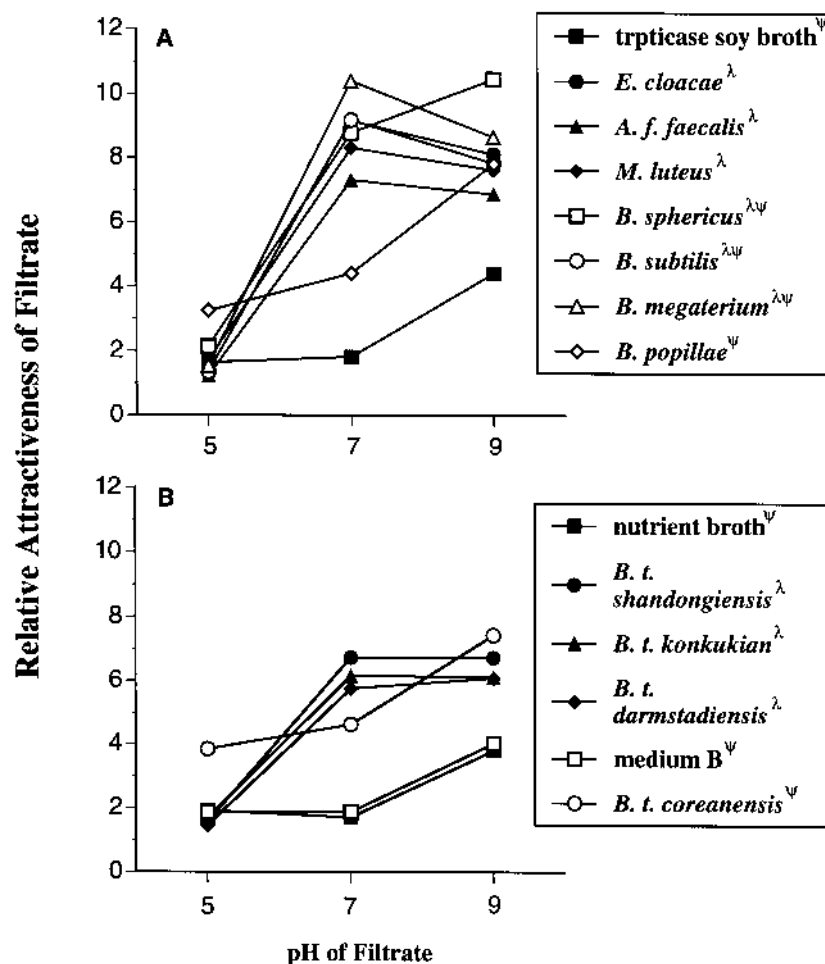 Relative Attractiveness of Filtrate
A
12
10
8
6
4
2
0
5 7 9
trpticase soy broth^ψ
E. cloacae^λ
A. f. faecalis^λ
M. luteus^λ
B. sphericus^λψ
B. subtilis^λψ
B. megaterium^λψ
B. popillae^ψ
B
12
10
8
6
4
2
0
5 7 9
nutrient broth^ψ
B. t.
shandongiensis^λ
B. t. konkukian^λ
B. t.
darmstadiensis^λ
medium B^ψ
B. t. coreanensis^ψ
pH of Filtrate